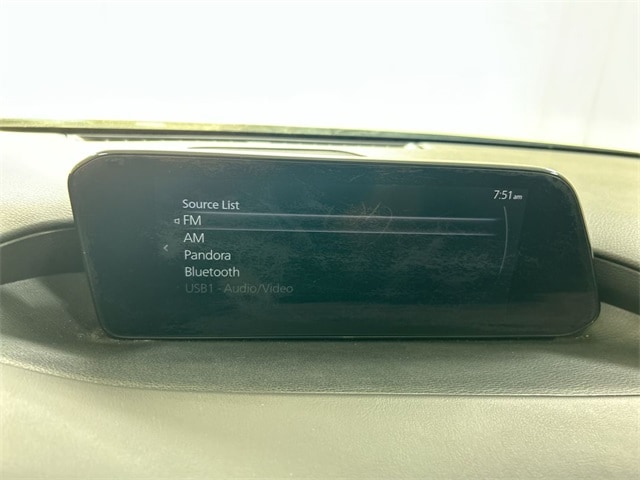 7:51 am
Source List
FM
AM
Pandora
Bluetooth
USB1 - Audio/Video